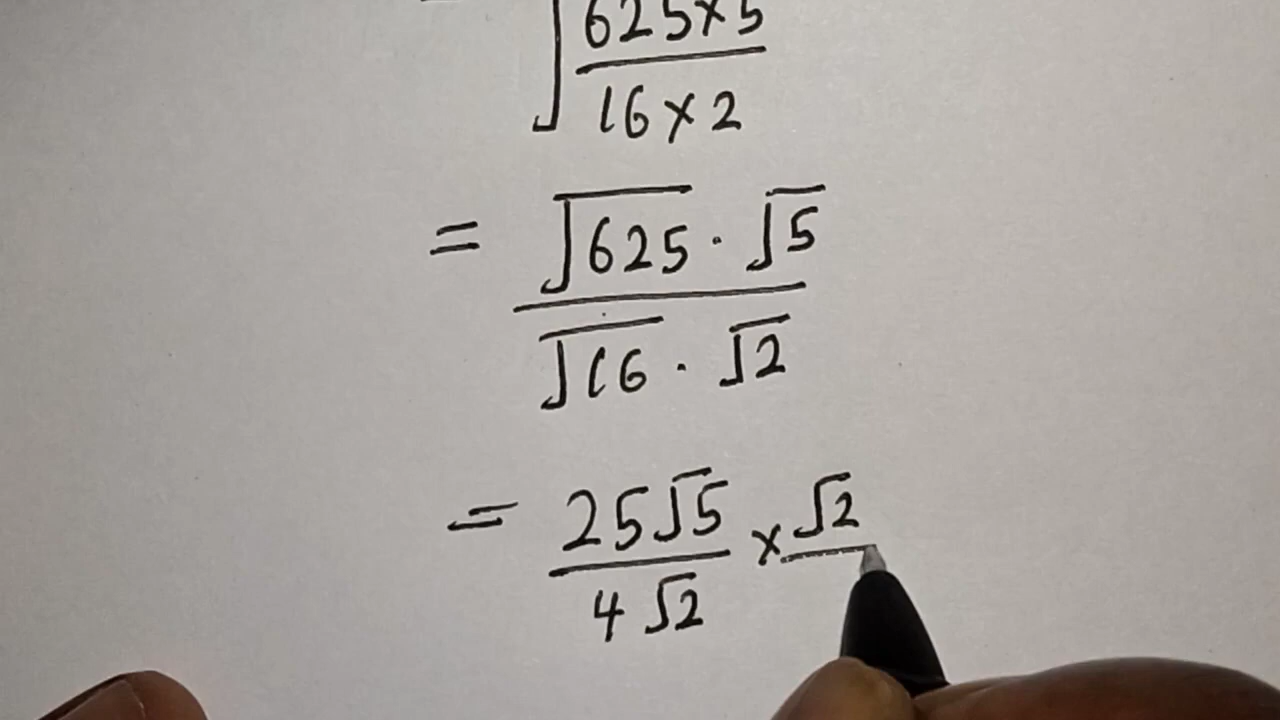 √(625×5 / 16×2)
= √625 · √5 / √16 · √2
= 25√5 / 4√2 × √2